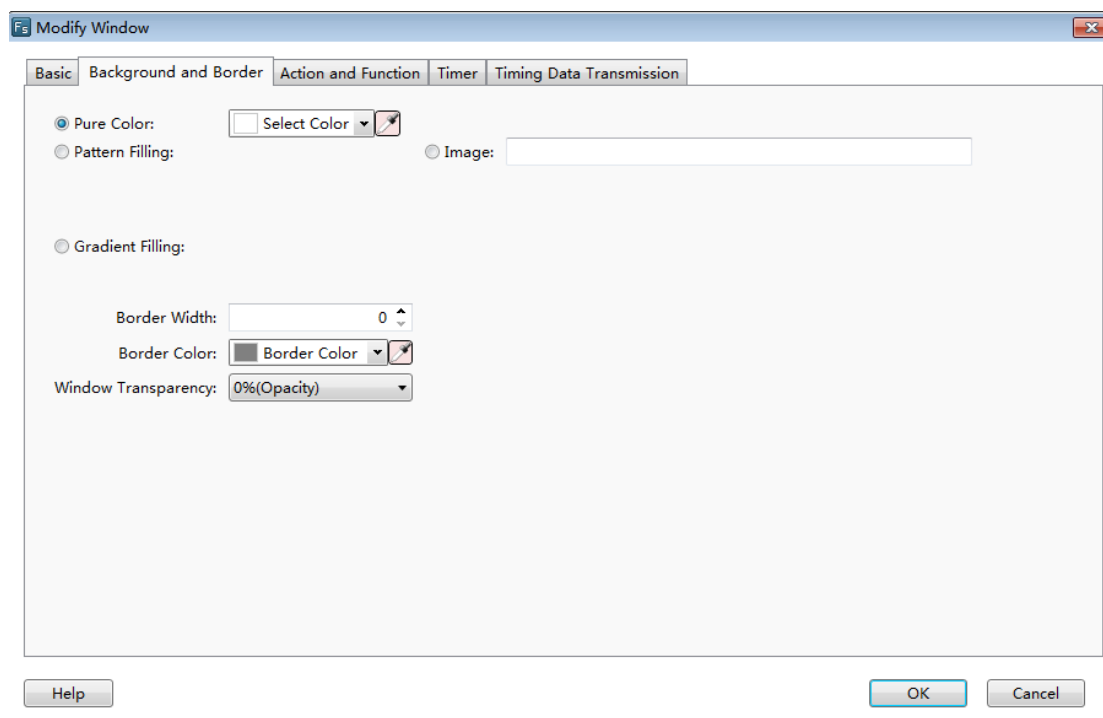 Fs Modify Window
Basic Background and Border Action and Function Timer Timing Data Transmission
Pure Color: Select Color
Pattern Filling: Image:
Gradient Filling:
Border Width: 0
Border Color: Border Color
Window Transparency: 0%(Opacity)
Help OK Cancel